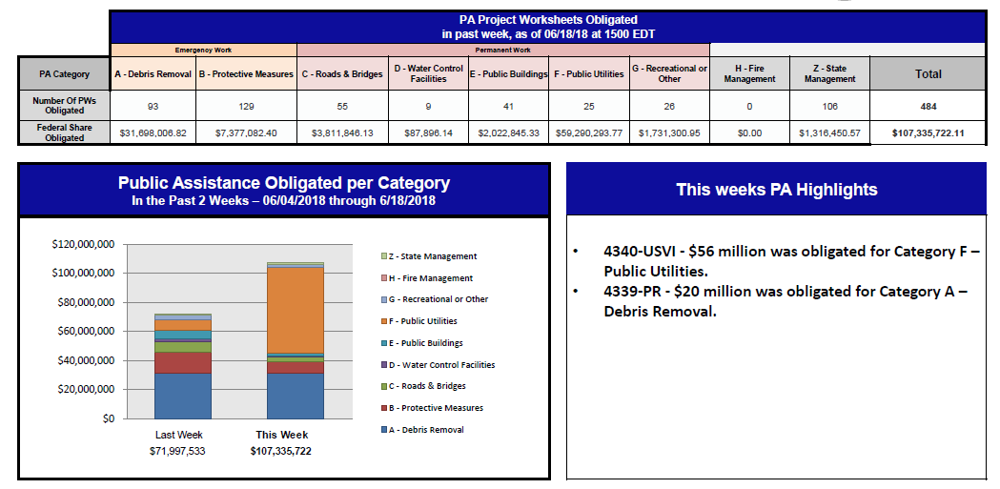 PA Project Worksheets Obligated
in past week, as of 06/18/18 at 1500 EDT
Emergency Work
Permanent Work
PA Category
A - Debris Removal
B - Protective Measures
C - Roads & Bridges
D - Water Control
Facilities
E - Public Buildings
F - Public Utilities
G - Recreational or
Other
H - Fire
Management
Z - State
Management
Total
Number Of PWs
Obligated
93
129
55
9
41
25
26
0
106
484
Federal Share
Obligated
$31,698,006.82
$7,377,082.40
$3,811,846.13
$87,896.14
$2,022,845.33
$59,290,293.77
$1,731,300.95
$0.00
$1,316,450.57
$107,335,722.11
Public Assistance Obligated per Category
In the Past 2 Weeks – 06/04/2018 through 6/18/2018
$120,000,000
$100,000,000
$80,000,000
$60,000,000
$40,000,000
$20,000,000
$0
Last Week
$71,997,533
This Week
$107,335,722
Z - State Management
H - Fire Management
G - Recreational or Other
F - Public Utilities
E - Public Buildings
D - Water Control Facilities
C - Roads & Bridges
B - Protective Measures
A - Debris Removal
This weeks PA Highlights
• 4340-USVI - $56 million was obligated for Category F –
Public Utilities.
• 4339-PR - $20 million was obligated for Category A –
Debris Removal.